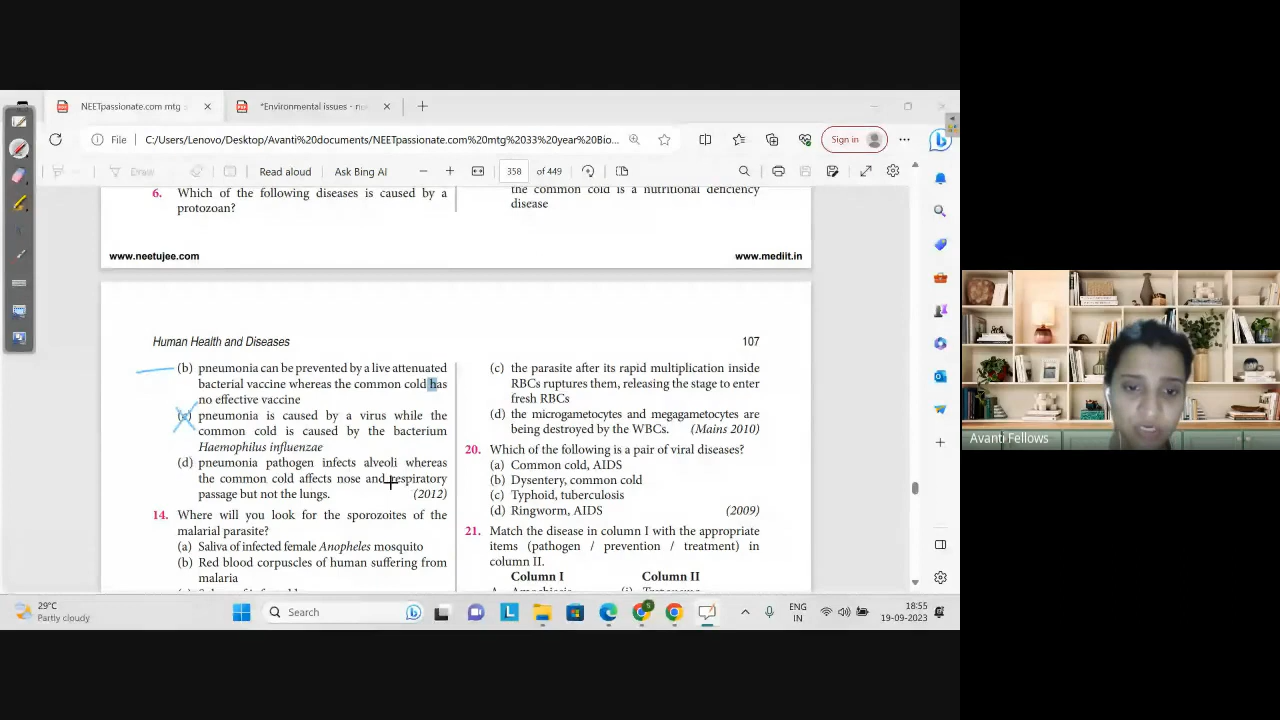 NEETpassionate.com mtg
*Environmental issues - n
File
C:/Users/Lenovo/Desktop/Avanti%20documents/NEETpassionate.com%20mtg%2033%20year%20Bio...
Sign in
Draw
Read aloud
Ask Bing AI
358
of 449
6. Which of the following diseases is caused by a
protozoan?
the common cold is a nutritional deficiency
disease
www.neetujee.com
www.mediit.in
Human Health and Diseases
107
(b) pneumonia can be prevented by a live attenuated
bacterial vaccine whereas the common cold has
no effective vaccine
(c) pneumonia is caused by a virus while the
common cold is caused by the bacterium
Haemophilus influenzae
(d) pneumonia pathogen infects alveoli whereas
the common cold affects nose and respiratory
passage but not the lungs. (2012)
14. Where will you look for the sporozoites of the
malarial parasite?
(a) Saliva of infected female Anopheles mosquito
(b) Red blood corpuscles of human suffering from
malaria
(c) the parasite after its rapid multiplication inside
RBCs ruptures them, releasing the stage to enter
fresh RBCs
(d) the microgametocytes and megagametocytes are
being destroyed by the WBCs. (Mains 2010)
20. Which of the following is a pair of viral diseases?
(a) Common cold, AIDS
(b) Dysentery, common cold
(c) Typhoid, tuberculosis
(d) Ringworm, AIDS (2009)
21. Match the disease in column I with the appropriate
items (pathogen / prevention / treatment) in
column II.
Column I Column II
Avanti Fellows
29°C
Partly cloudy
Search
ENG
IN
18:55
19-09-2023